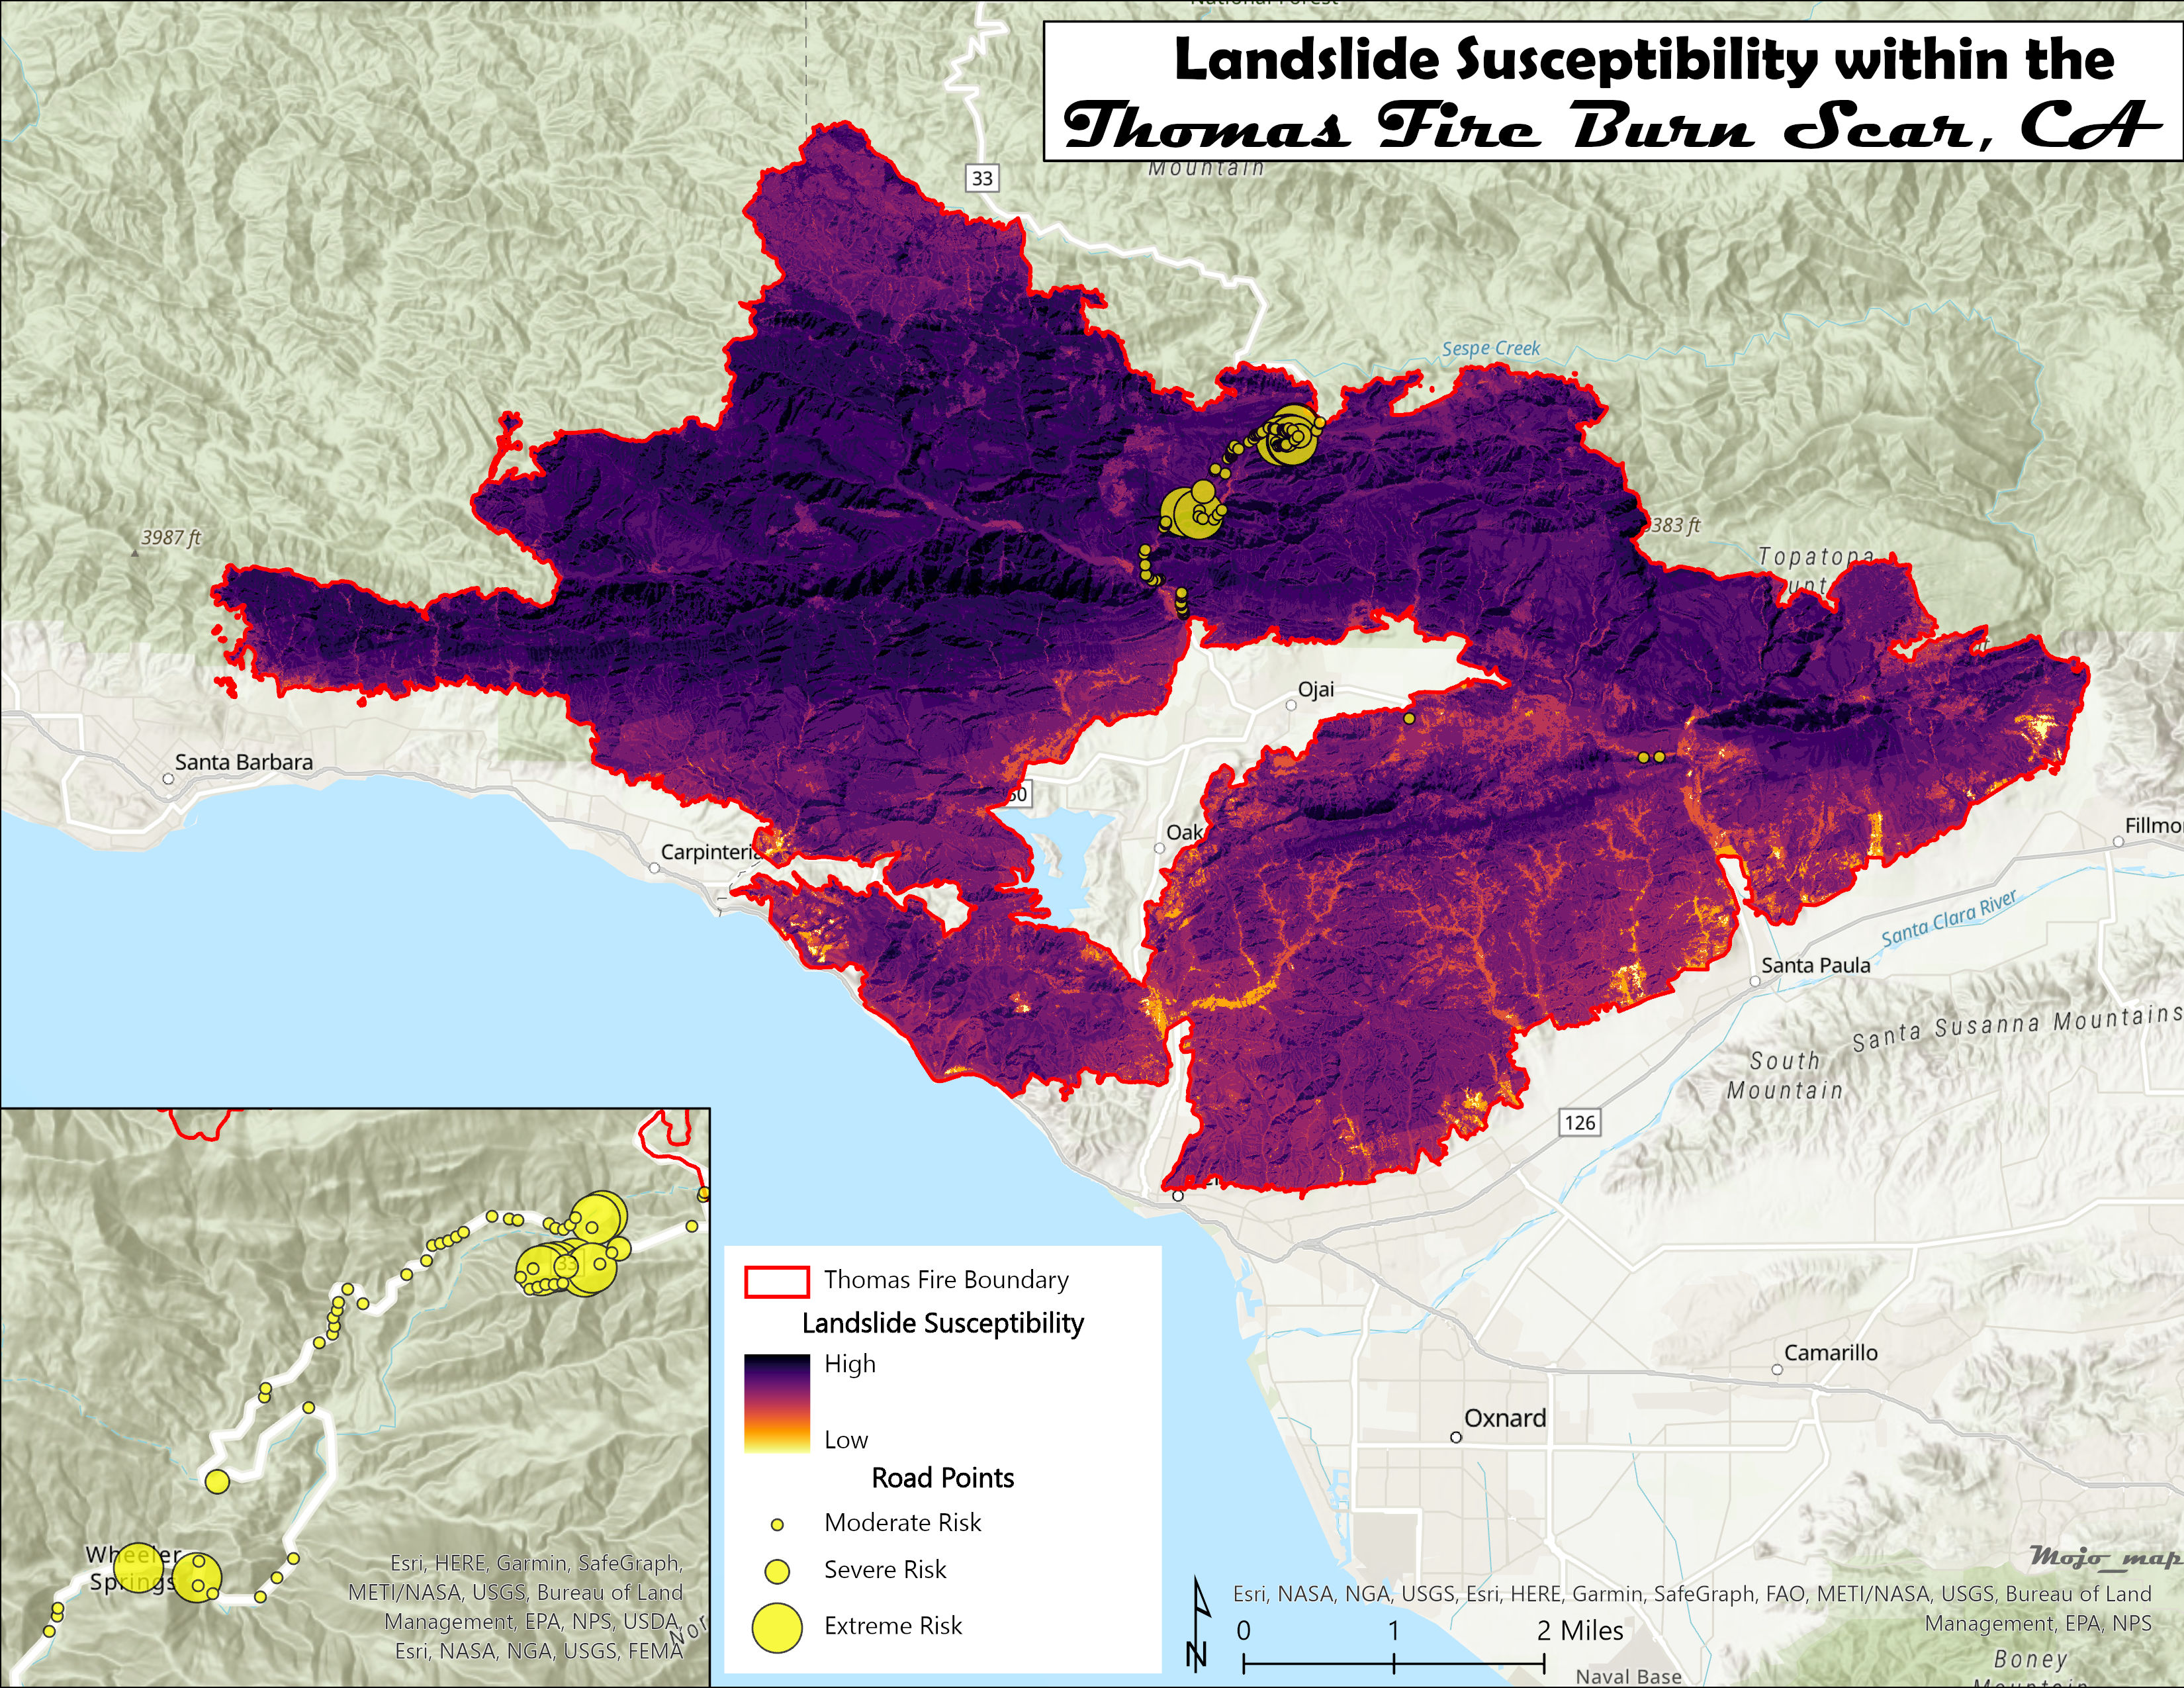 Landslide Susceptibility within the
Thomas Fire Burn Scar, CA
Mountain
33
Sespe Creek
3987 ft
383 ft
Topatopa
Ojai
Santa Barbara
Oak
Fillmo
Carpinteria
Santa Clara River
Santa Paula
Santa Susanna Mountains
South
Mountain
126
Camarillo
Oxnard
33
Wheeler
Springs
Nor
Esri, HERE, Garmin, SafeGraph,
METI/NASA, USGS, Bureau of Land
Management, EPA, NPS, USDA,
Esri, NASA, NGA, USGS, FEMA
Thomas Fire Boundary
Landslide Susceptibility
High
Low
Road Points
Moderate Risk
Severe Risk
Extreme Risk
Mojo_map
Esri, NASA, NGA, USGS, Esri, HERE, Garmin, SafeGraph, FAO, METI/NASA, USGS, Bureau of Land
Management, EPA, NPS
N
0 1 2 Miles
Boney
Naval Base